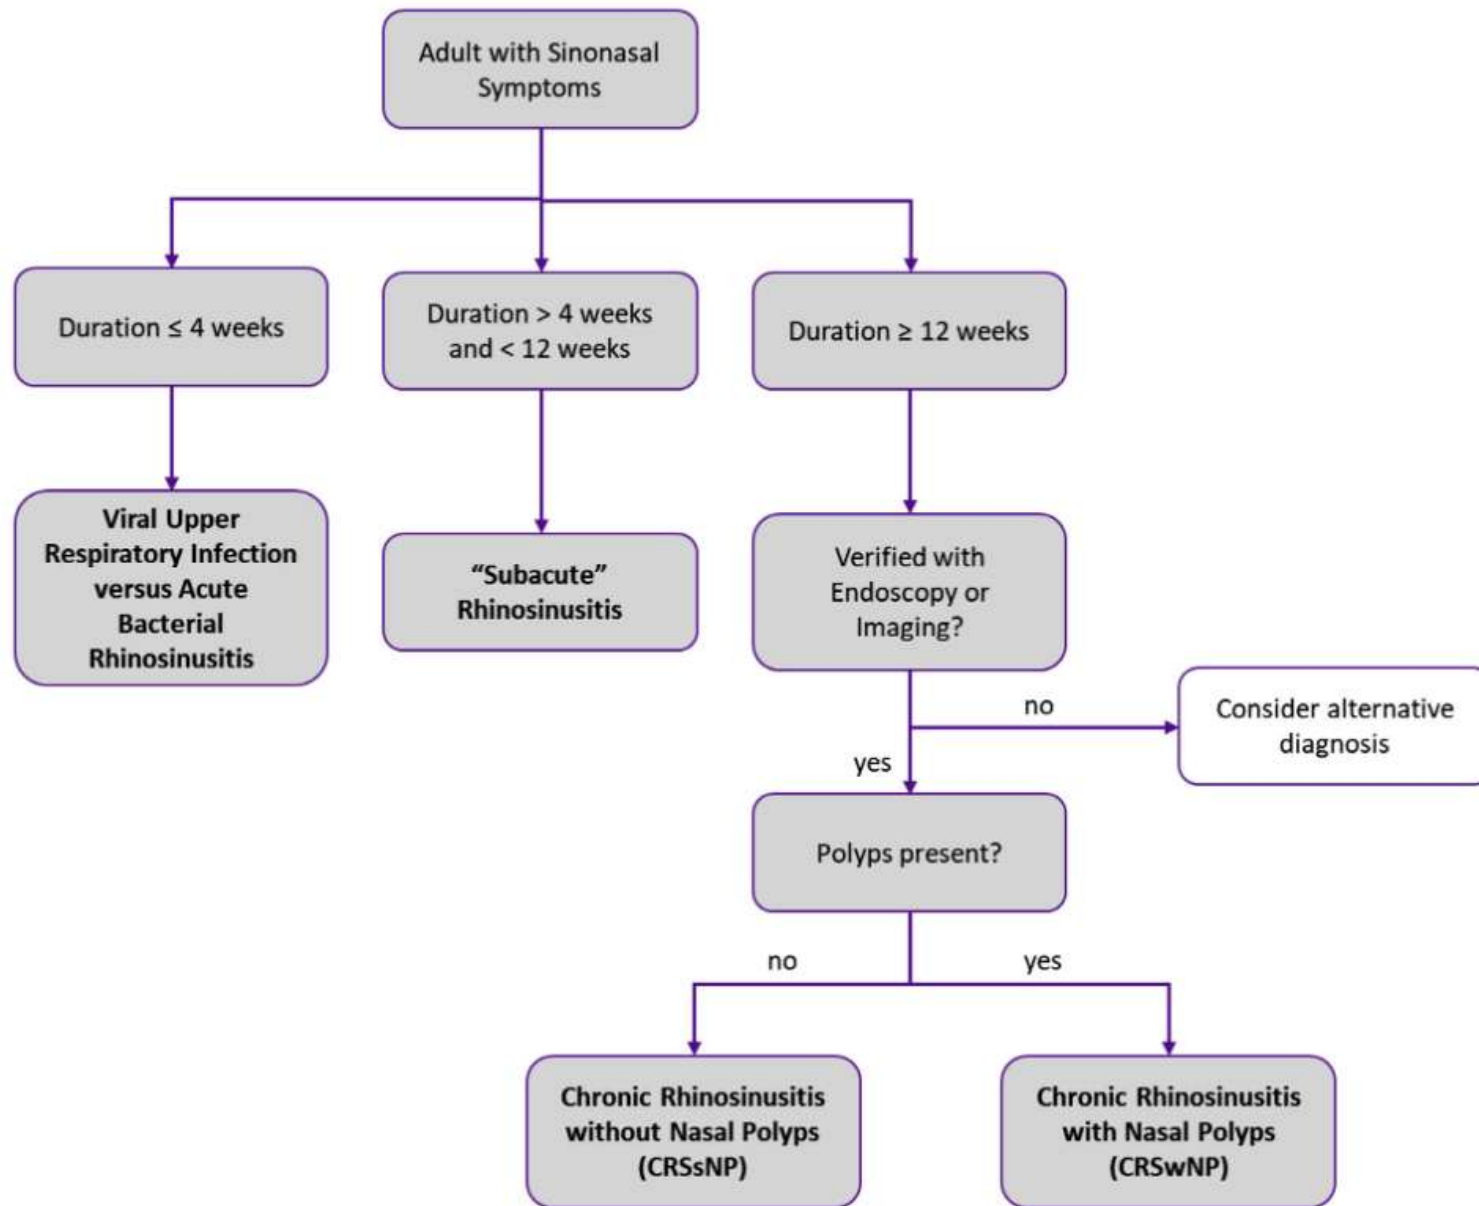 Adult with Sinonasal
Symptoms
Duration ≤ 4 weeks
Duration > 4 weeks
and < 12 weeks
Duration ≥ 12 weeks
Viral Upper
Respiratory Infection
versus Acute
Bacterial
Rhinosinusitis
“Subacute”
Rhinosinusitis
Verified with
Endoscopy or
Imaging?
no
Consider alternative
diagnosis
yes
Polyps present?
no
yes
Chronic Rhinosinusitis
without Nasal Polyps
(CRSsNP)
Chronic Rhinosinusitis
with Nasal Polyps
(CRSwNP)